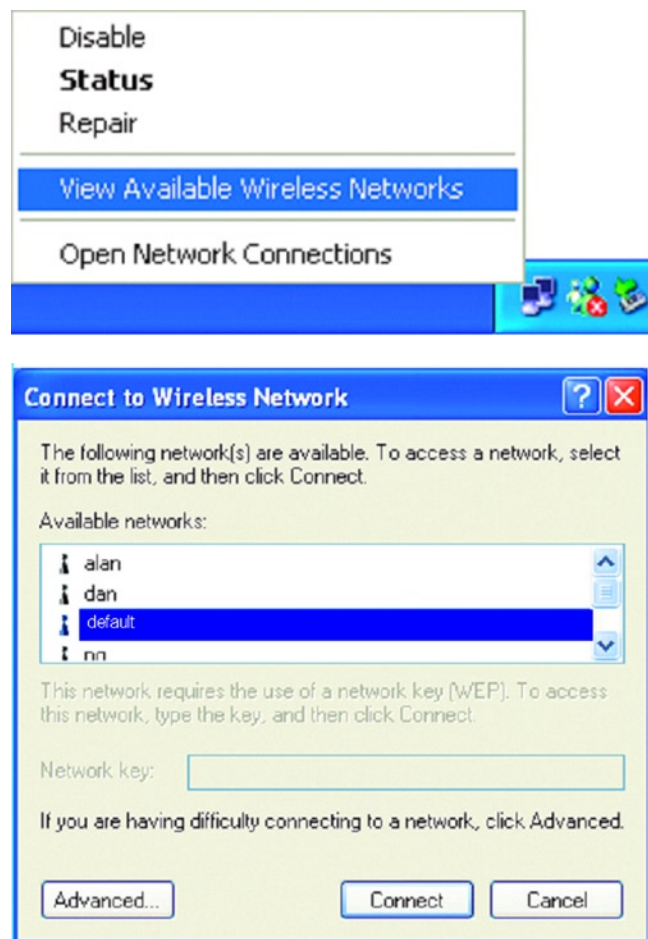 Disable
Status
Repair
View Available Wireless Networks
Open Network Connections
Connect to Wireless Network
The following network(s) are available. To access a network, select
it from the list, and then click Connect.
Available networks:
alan
dan
default
This network requires the use of a network key (WEP). To access
this network, type the key, and then click Connect.
Network key:
If you are having difficulty connecting to a network, click Advanced.
Advanced...
Connect
Cancel